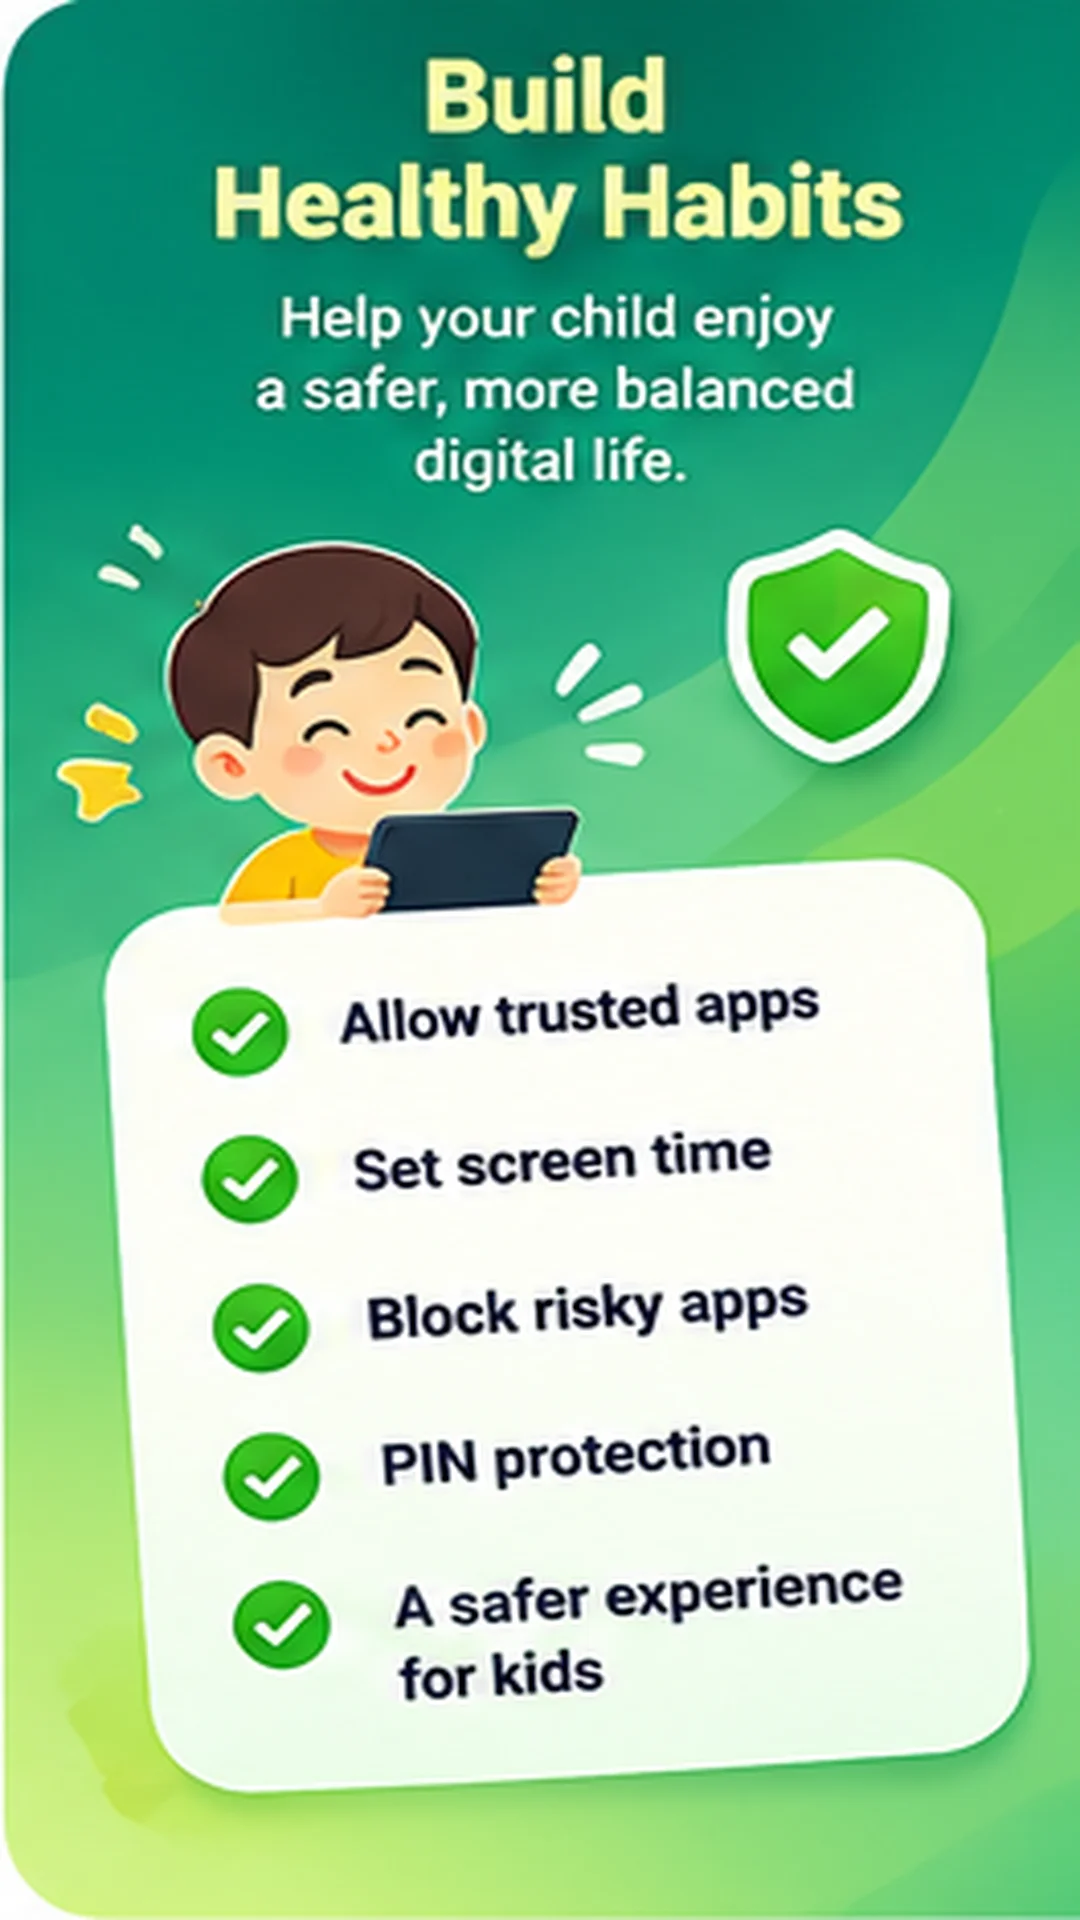 Build
Healthy Habits
Help your child enjoy
a safer, more balanced
digital life.
Allow trusted apps
Set screen time
Block risky apps
PIN protection
A safer experience
for kids